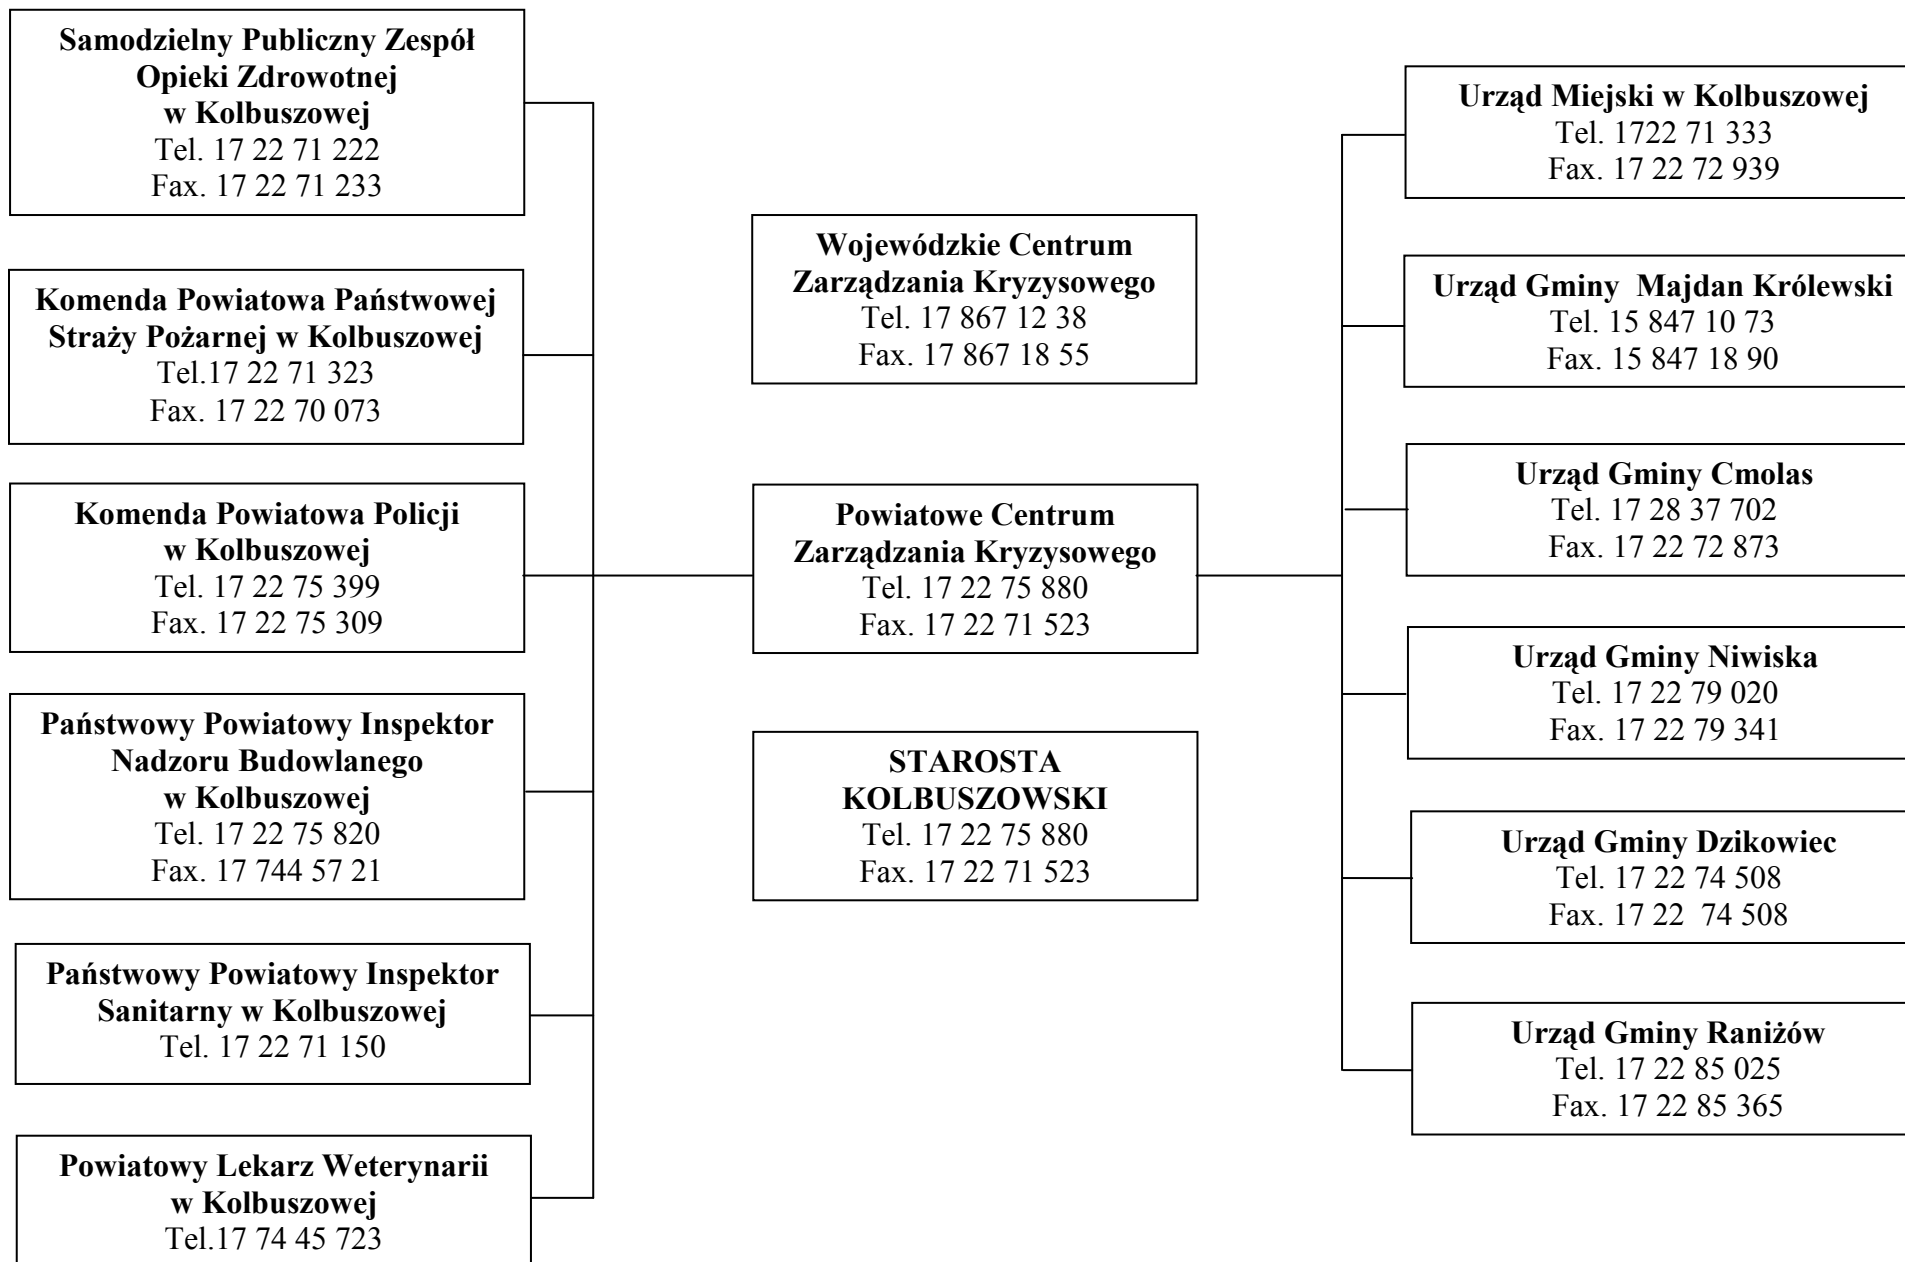 Samodzielny Publiczny Zespół
Opieki Zdrowotnej
w Kolbuszowej
Tel. 17 22 71 222
Fax. 17 22 71 233
Komenda Powiatowa Państwowej
Straży Pożarnej w Kolbuszowej
Tel.17 22 71 323
Fax. 17 22 70 073
Komenda Powiatowa Policji
w Kolbuszowej
Tel. 17 22 75 399
Fax. 17 22 75 309
Państwowy Powiatowy Inspektor
Nadzoru Budowlanego
w Kolbuszowej
Tel. 17 22 75 820
Fax. 17 744 57 21
Państwowy Powiatowy Inspektor
Sanitarny w Kolbuszowej
Tel. 17 22 71 150
Powiatowy Lekarz Weterynarii
w Kolbuszowej
Tel.17 74 45 723
Wojewódzkie Centrum
Zarządzania Kryzysowego
Tel. 17 867 12 38
Fax. 17 867 18 55
Powiatowe Centrum
Zarządzania Kryzysowego
Tel. 17 22 75 880
Fax. 17 22 71 523
STAROSTA
KOLBUSZOWSKI
Tel. 17 22 75 880
Fax. 17 22 71 523
Urząd Miejski w Kolbuszowej
Tel. 1722 71 333
Fax. 17 22 72 939
Urząd Gminy  Majdan Królewski
Tel. 15 847 10 73
Fax. 15 847 18 90
Urząd Gminy Cmolas
Tel. 17 28 37 702
Fax. 17 22 72 873
Urząd Gminy Niwiska
Tel. 17 22 79 020
Fax. 17 22 79 341
Urząd Gminy Dzikowiec
Tel. 17 22 74 508
Fax. 17 22  74 508
Urząd Gminy Raniżów
Tel. 17 22 85 025
Fax. 17 22 85 365